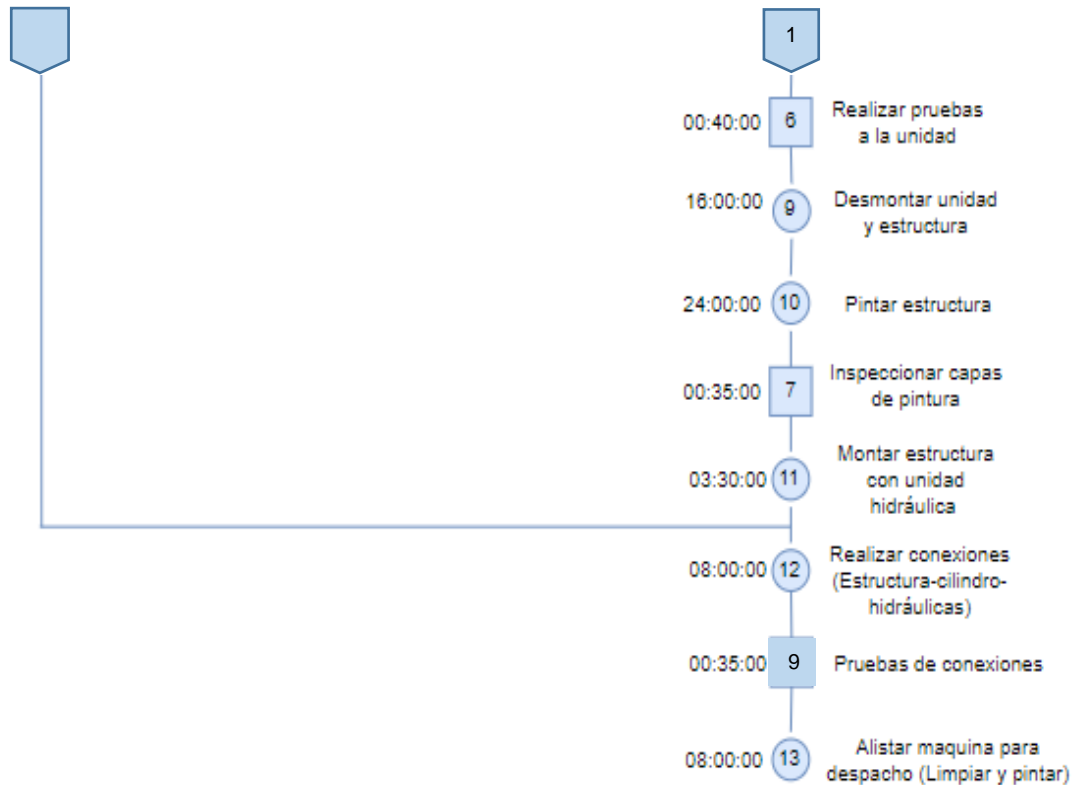 1
00:40:00
6
Realizar pruebas
a la unidad
16:00:00
9
Desmontar unidad
y estructura
24:00:00
10
Pintar estructura
00:35:00
7
Inspeccionar capas
de pintura
03:30:00
11
Montar estructura
con unidad
hidráulica
08:00:00
12
Realizar conexiones
(Estructura-cilindro-
hidráulicas)
00:35:00
9
Pruebas de conexiones
08:00:00
13
Alistar maquina para
despacho (Limpiar y pintar)